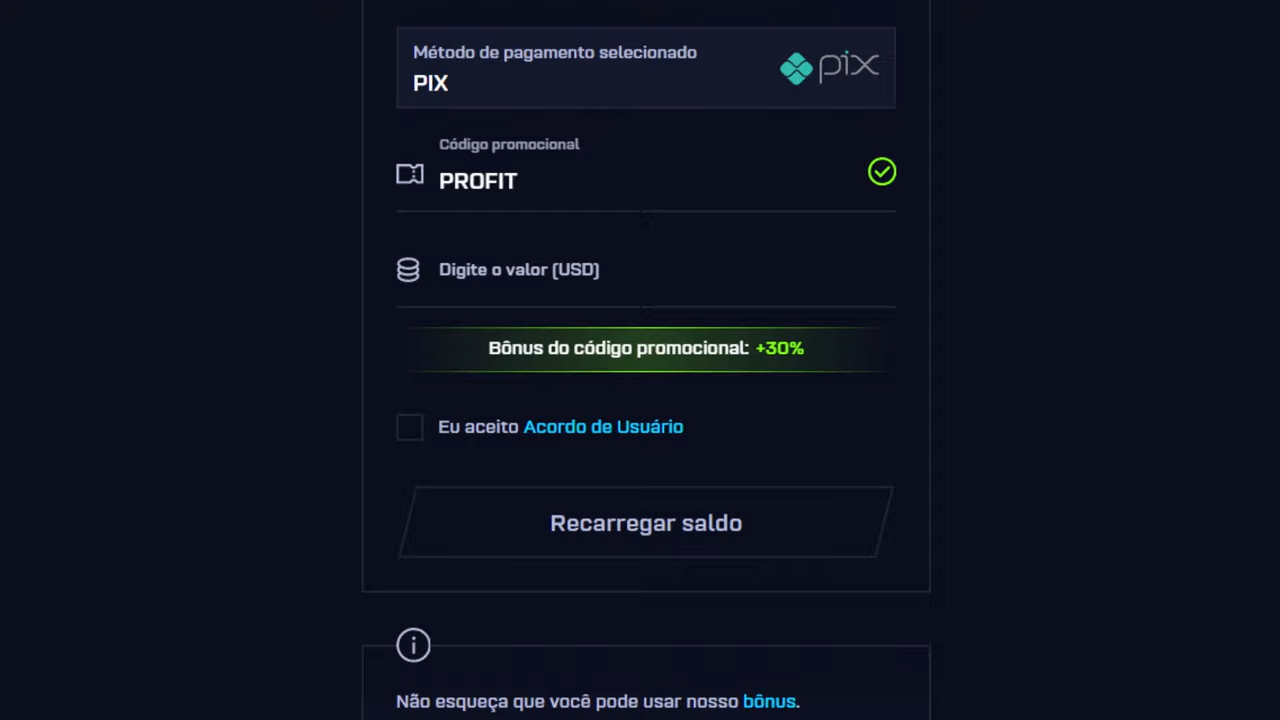 Método de pagamento selecionado
PIX
pix
Código promocional
PROFIT
Digite o valor (USD)
Bônus do código promocional: +30%
Eu aceito Acordo de Usuário
Recarregar saldo
Não esqueça que você pode usar nosso bônus.